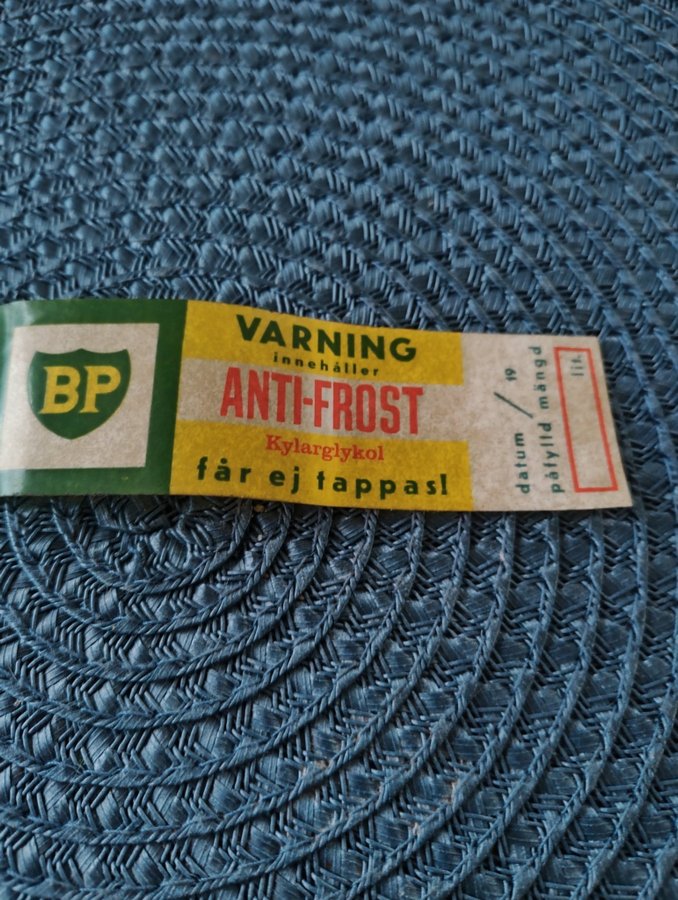 BP
VARNING
innehåller
ANTI-FROST
Kylarglykol
får ej tappas!
datum / 19
påfylld mängd lit.